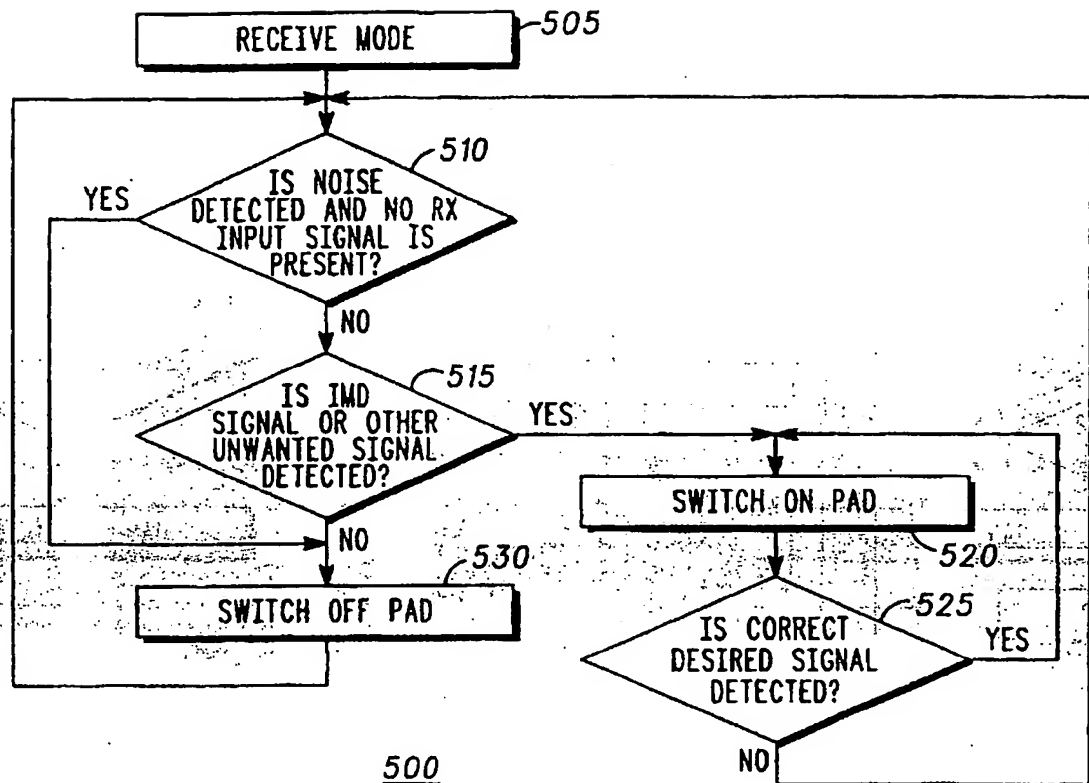 RECEIVE MODE
505
510
IS NOISE
DETECTED AND NO RX
INPUT SIGNAL IS
PRESENT?
YES
NO
515
IS IMD
SIGNAL OR OTHER
UNWANTED SIGNAL
DETECTED?
YES
NO
SWITCH ON PAD
520
530
SWITCH OFF PAD
525
IS CORRECT
DESIRED SIGNAL
DETECTED?
YES
NO
500